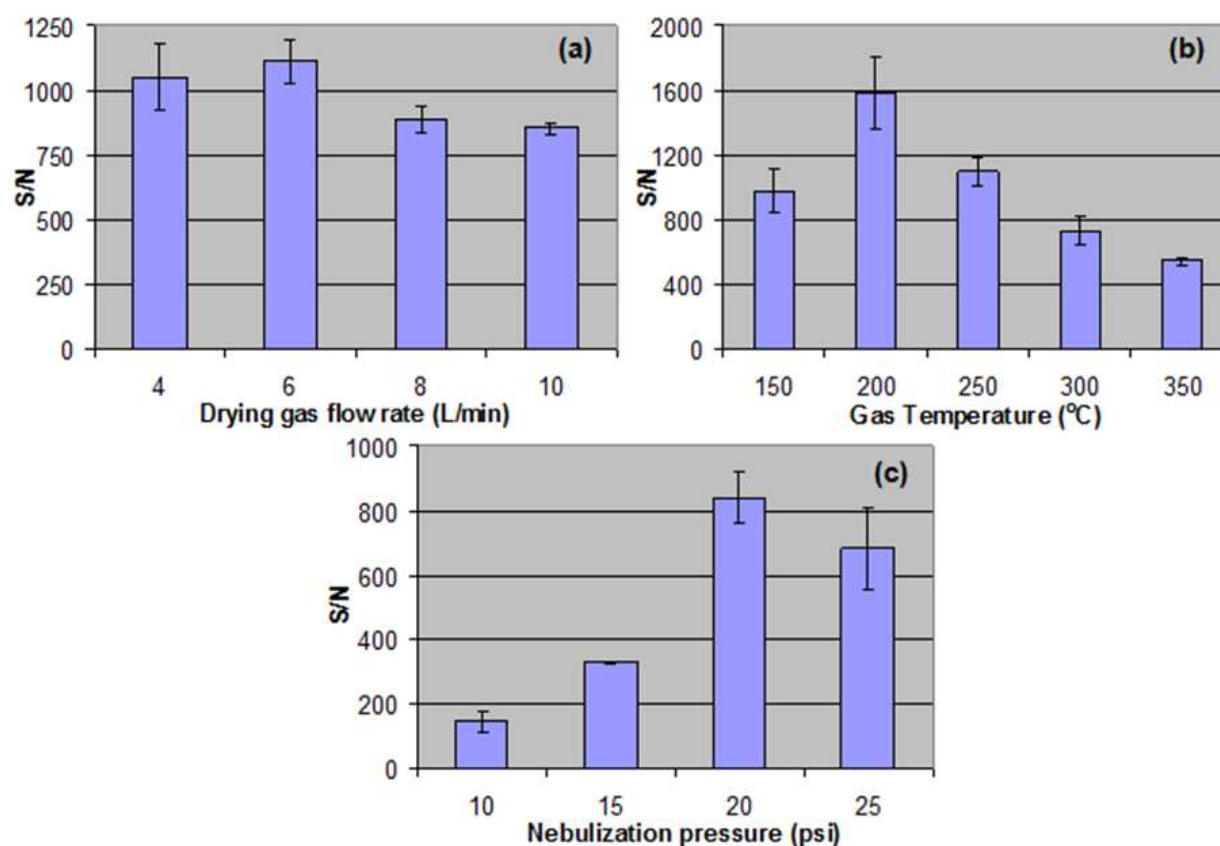 (a)
S/N
1250
1000
750
500
250
0
4 6 8 10
Drying gas flow rate (L/min)
(b)
S/N
2000
1600
1200
800
400
0
150 200 250 300 350
Gas Temperature (°C)
(c)
S/N
1000
800
600
400
200
0
10 15 20 25
Nebulization pressure (psi)